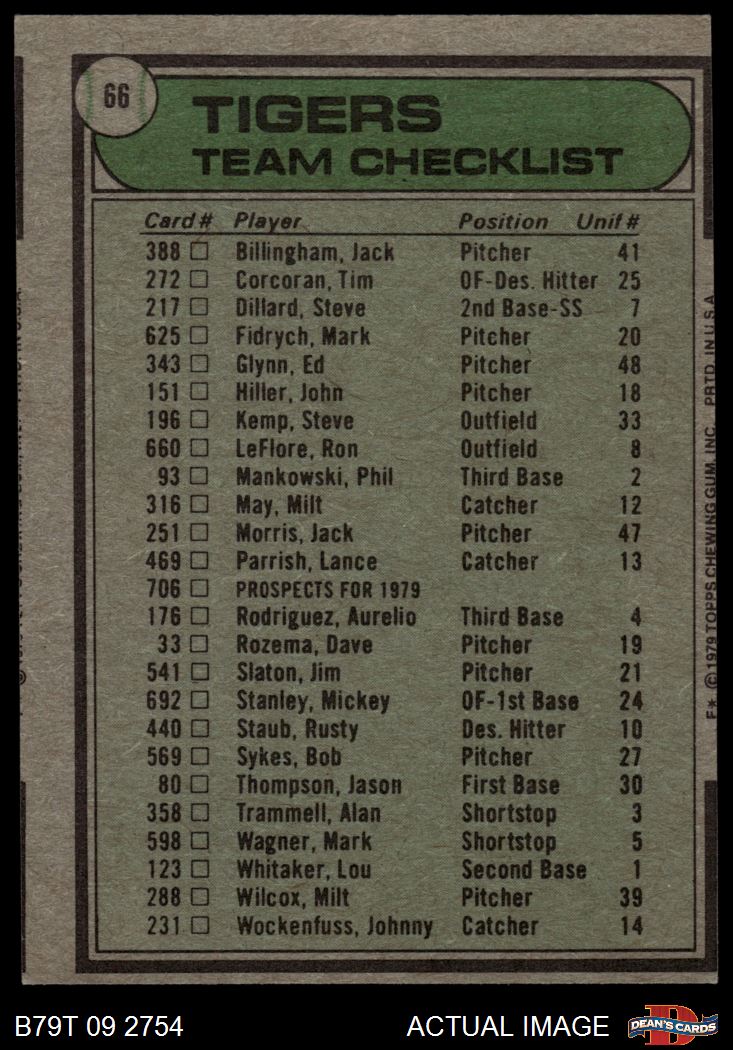 66
TIGERS
TEAM CHECKLIST
Card # Player Position Unif #
388 □ Billingham, Jack Pitcher 41
272 □ Corcoran, Tim OF-Des. Hitter 25
217 □ Dillard, Steve 2nd Base-SS 7
625 □ Fidrych, Mark Pitcher 20
343 □ Glynn, Ed Pitcher 48
151 □ Hiller, John Pitcher 18
196 □ Kemp, Steve Outfield 33
660 □ LeFlore, Ron Outfield 8
93 □ Mankowski, Phil Third Base 2
316 □ May, Milt Catcher 12
251 □ Morris, Jack Pitcher 47
469 □ Parrish, Lance Catcher 13
706 □ PROSPECTS FOR 1979
176 □ Rodriguez, Aurelio Third Base 4
33 □ Rozema, Dave Pitcher 19
541 □ Slaton, Jim Pitcher 21
692 □ Stanley, Mickey OF-1st Base 24
440 □ Staub, Rusty Des. Hitter 10
569 □ Sykes, Bob Pitcher 27
80 □ Thompson, Jason First Base 30
358 □ Trammell, Alan Shortstop 3
598 □ Wagner, Mark Shortstop 5
123 □ Whitaker, Lou Second Base 1
288 □ Wilcox, Milt Pitcher 39
231 □ Wockenfuss, Johnny Catcher 14
F* © 1979 TOPPS CHEWING GUM, INC. PRTD. IN U.S.A.
B79T 09 2754 ACTUAL IMAGE
D
DEAN'S CARDS